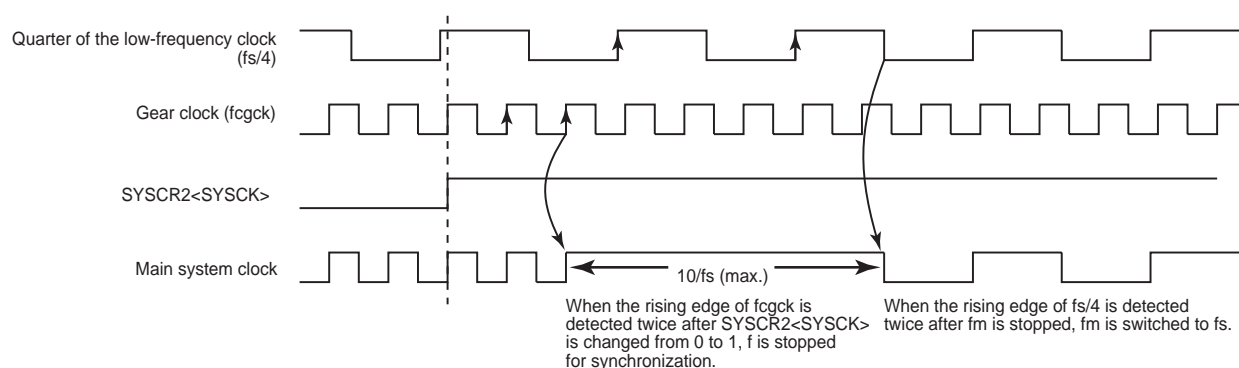 Quarter of the low-frequency clock
(fs/4)
Gear clock (fcgck)
SYSCR2<SYSCK>
Main system clock
10/fs (max.)
When the rising edge of fcgck is
detected twice after SYSCR2<SYSCK>
is changed from 0 to 1, f is stopped
for synchronization.
When the rising edge of fs/4 is detected
twice after fm is stopped, fm is switched to fs.